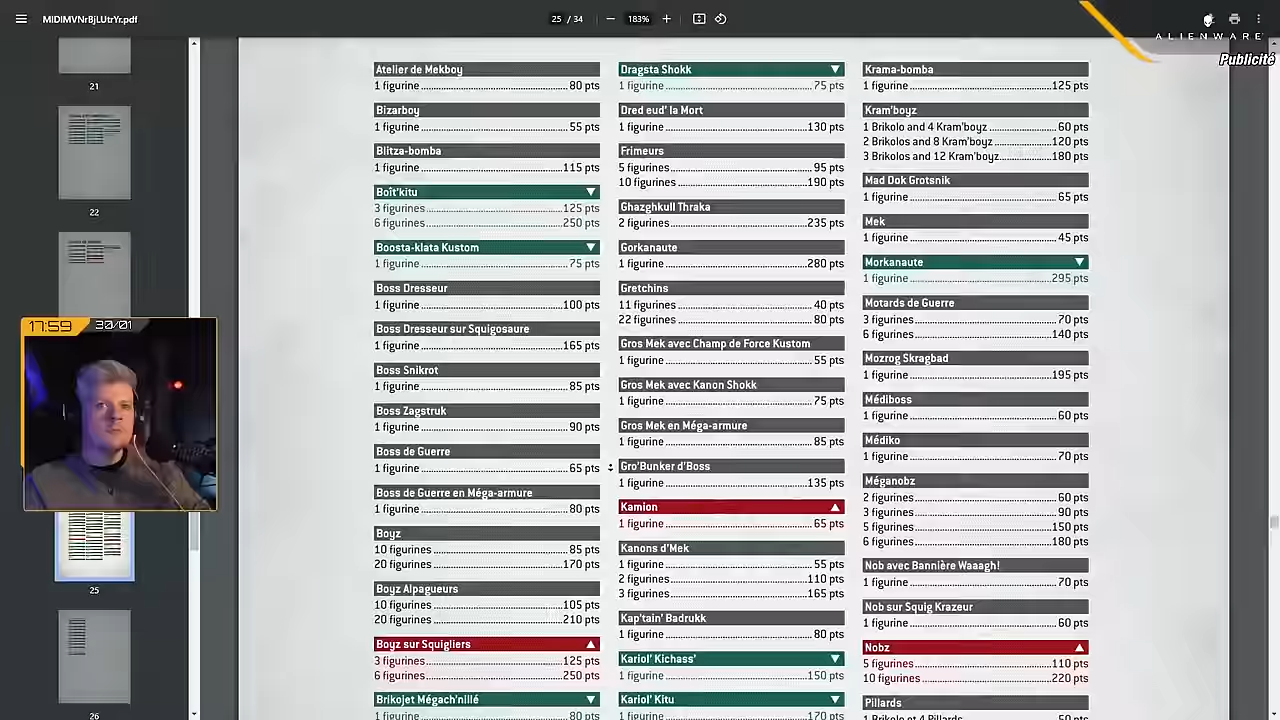 MIDIMVNrBjLUtrYr.pdf
25 / 34
183%
ALIENWARE
Publicité
21
22
25
26
17:59
30/01
Atelier de Mekboy
1 figurine 80 pts
Bizarboy
1 figurine 55 pts
Blitza-bomba
1 figurine 115 pts
Boît'kitu ▼
3 figurines 125 pts
6 figurines 250 pts
Boosta-klata Kustom ▼
1 figurine 75 pts
Boss Dresseur
1 figurine 100 pts
Boss Dresseur sur Squigosaure
1 figurine 165 pts
Boss Snikrot
1 figurine 85 pts
Boss Zagstruk
1 figurine 90 pts
Boss de Guerre
1 figurine 65 pts
Boss de Guerre en Méga-armure
1 figurine 80 pts
Boyz
10 figurines 85 pts
20 figurines 170 pts
Boyz Alpagueurs
10 figurines 105 pts
20 figurines 210 pts
Boyz sur Squigliers ▲
3 figurines 125 pts
6 figurines 250 pts
Brikojet Mégach'nillé ▼
1 figurine 80 pts
Dragsta Shokk ▼
1 figurine 75 pts
Dred eud' la Mort
1 figurine 130 pts
Frimeurs
5 figurines 95 pts
10 figurines 190 pts
Ghazghkull Thraka
2 figurines 235 pts
Gorkanaute
1 figurine 280 pts
Gretchins
11 figurines 40 pts
22 figurines 80 pts
Gros Mek avec Champ de Force Kustom
1 figurine 55 pts
Gros Mek avec Kanon Shokk
1 figurine 75 pts
Gros Mek en Méga-armure
1 figurine 85 pts
Gro'Bunker d'Boss
1 figurine 135 pts
Kamion ▲
1 figurine 65 pts
Kanons d'Mek
1 figurine 55 pts
2 figurines 110 pts
3 figurines 165 pts
Kap'tain' Badrukk
1 figurine 80 pts
Kariol' Kichass' ▼
1 figurine 150 pts
Kariol' Kitu ▼
1 figurine 170 pts
Krama-bomba
1 figurine 125 pts
Kram'boyz
1 Brikolo and 4 Kram'boyz 60 pts
2 Brikolos and 8 Kram'boyz 120 pts
3 Brikolos and 12 Kram'boyz 180 pts
Mad Dok Grotsnik
1 figurine 65 pts
Mek
1 figurine 45 pts
Morkanaute ▼
1 figurine 295 pts
Motards de Guerre
3 figurines 70 pts
6 figurines 140 pts
Mozrog Skragbad
1 figurine 195 pts
Médiboss
1 figurine 60 pts
Médiko
1 figurine 70 pts
Méganobz
2 figurines 60 pts
3 figurines 90 pts
5 figurines 150 pts
6 figurines 180 pts
Nob avec Bannière Waaagh!
1 figurine 70 pts
Nob sur Squig Krazeur
1 figurine 60 pts
Nobz ▲
5 figurines 110 pts
10 figurines 220 pts
Pillards
1 Brikolo et 4 Pillards 50 pts